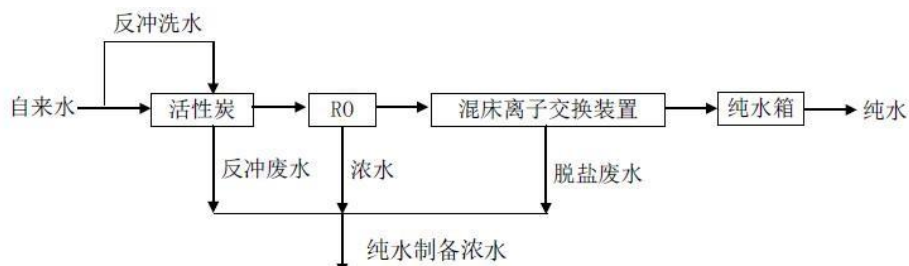 反冲洗水
自来水
活性炭
RO
混床离子交换装置
纯水箱
纯水
反冲废水
浓水
脱盐废水
纯水制备浓水